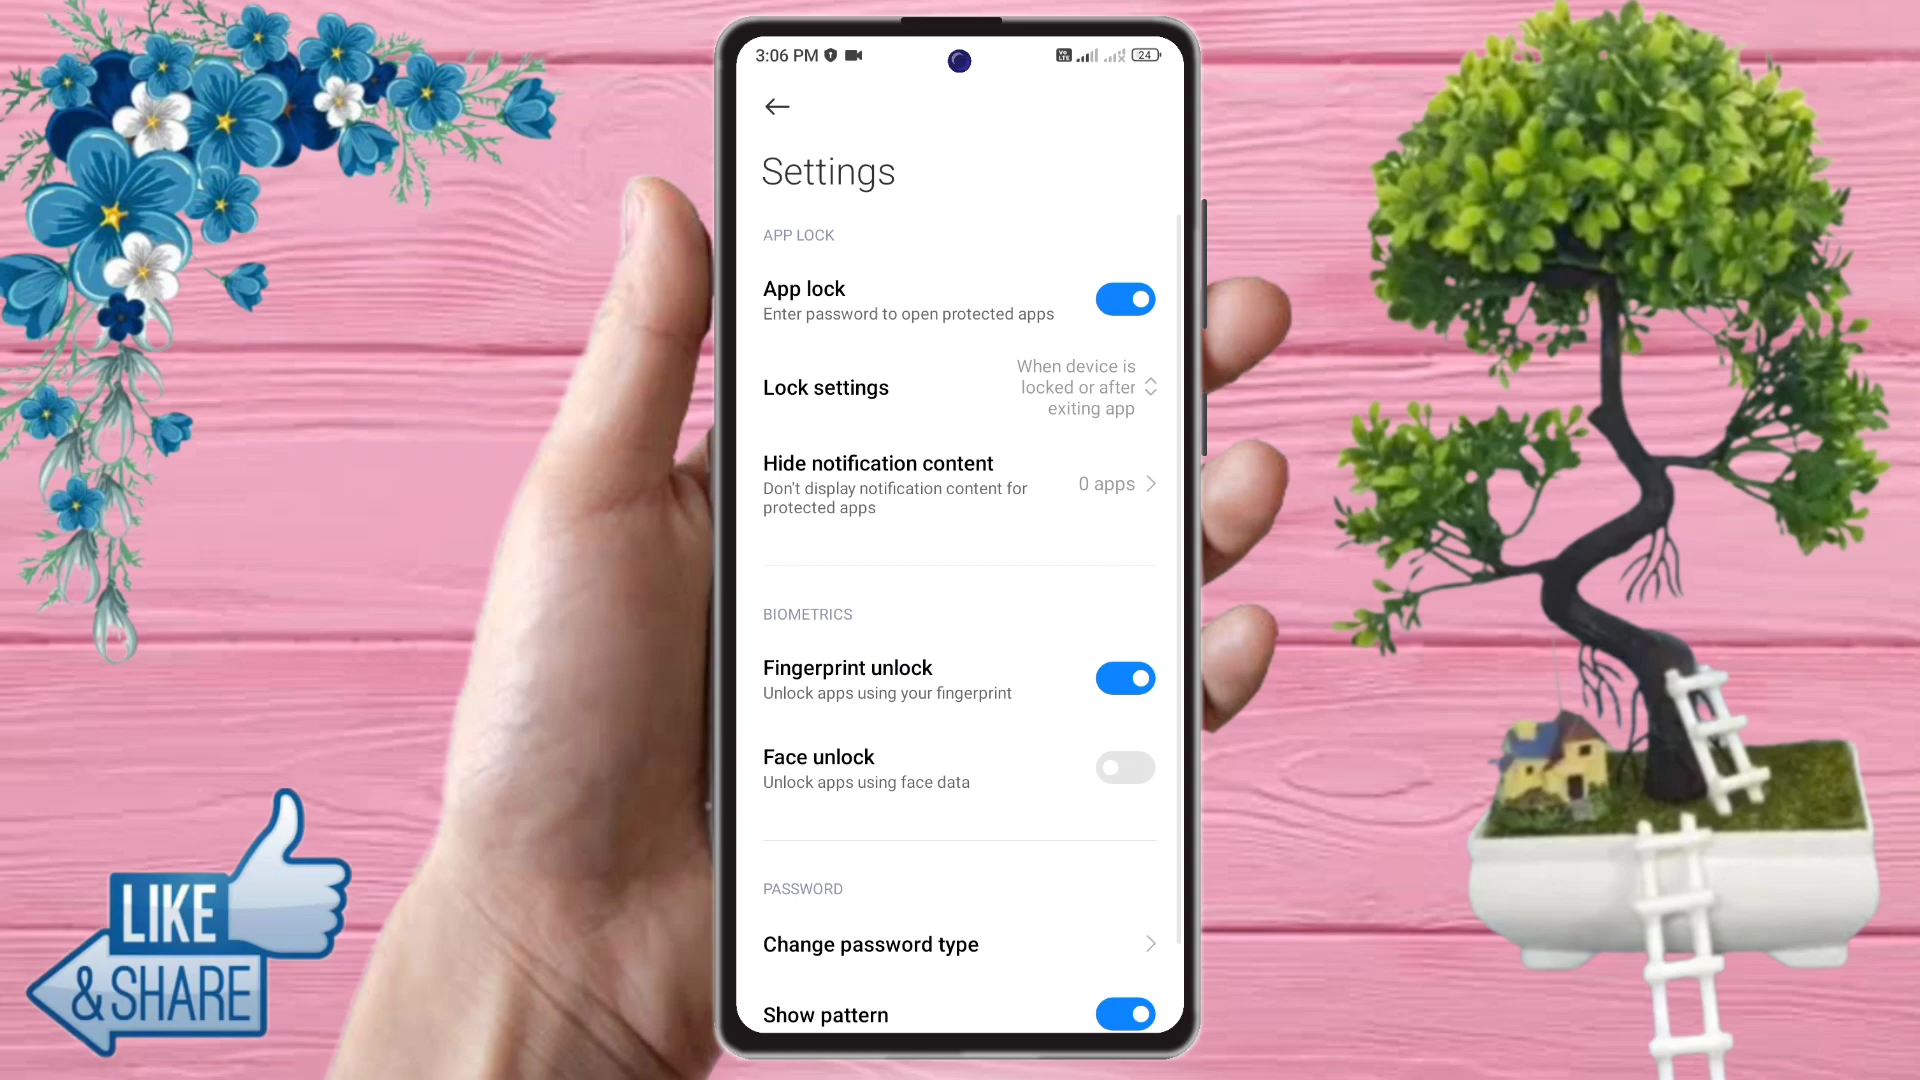 3:06 PM
Vo
LTE
24
Settings
APP LOCK
App lock
Enter password to open protected apps
Lock settings
When device is
locked or after
exiting app
Hide notification content
Don't display notification content for
protected apps
0 apps
BIOMETRICS
Fingerprint unlock
Unlock apps using your fingerprint
Face unlock
Unlock apps using face data
PASSWORD
Change password type
Show pattern
LIKE
& SHARE